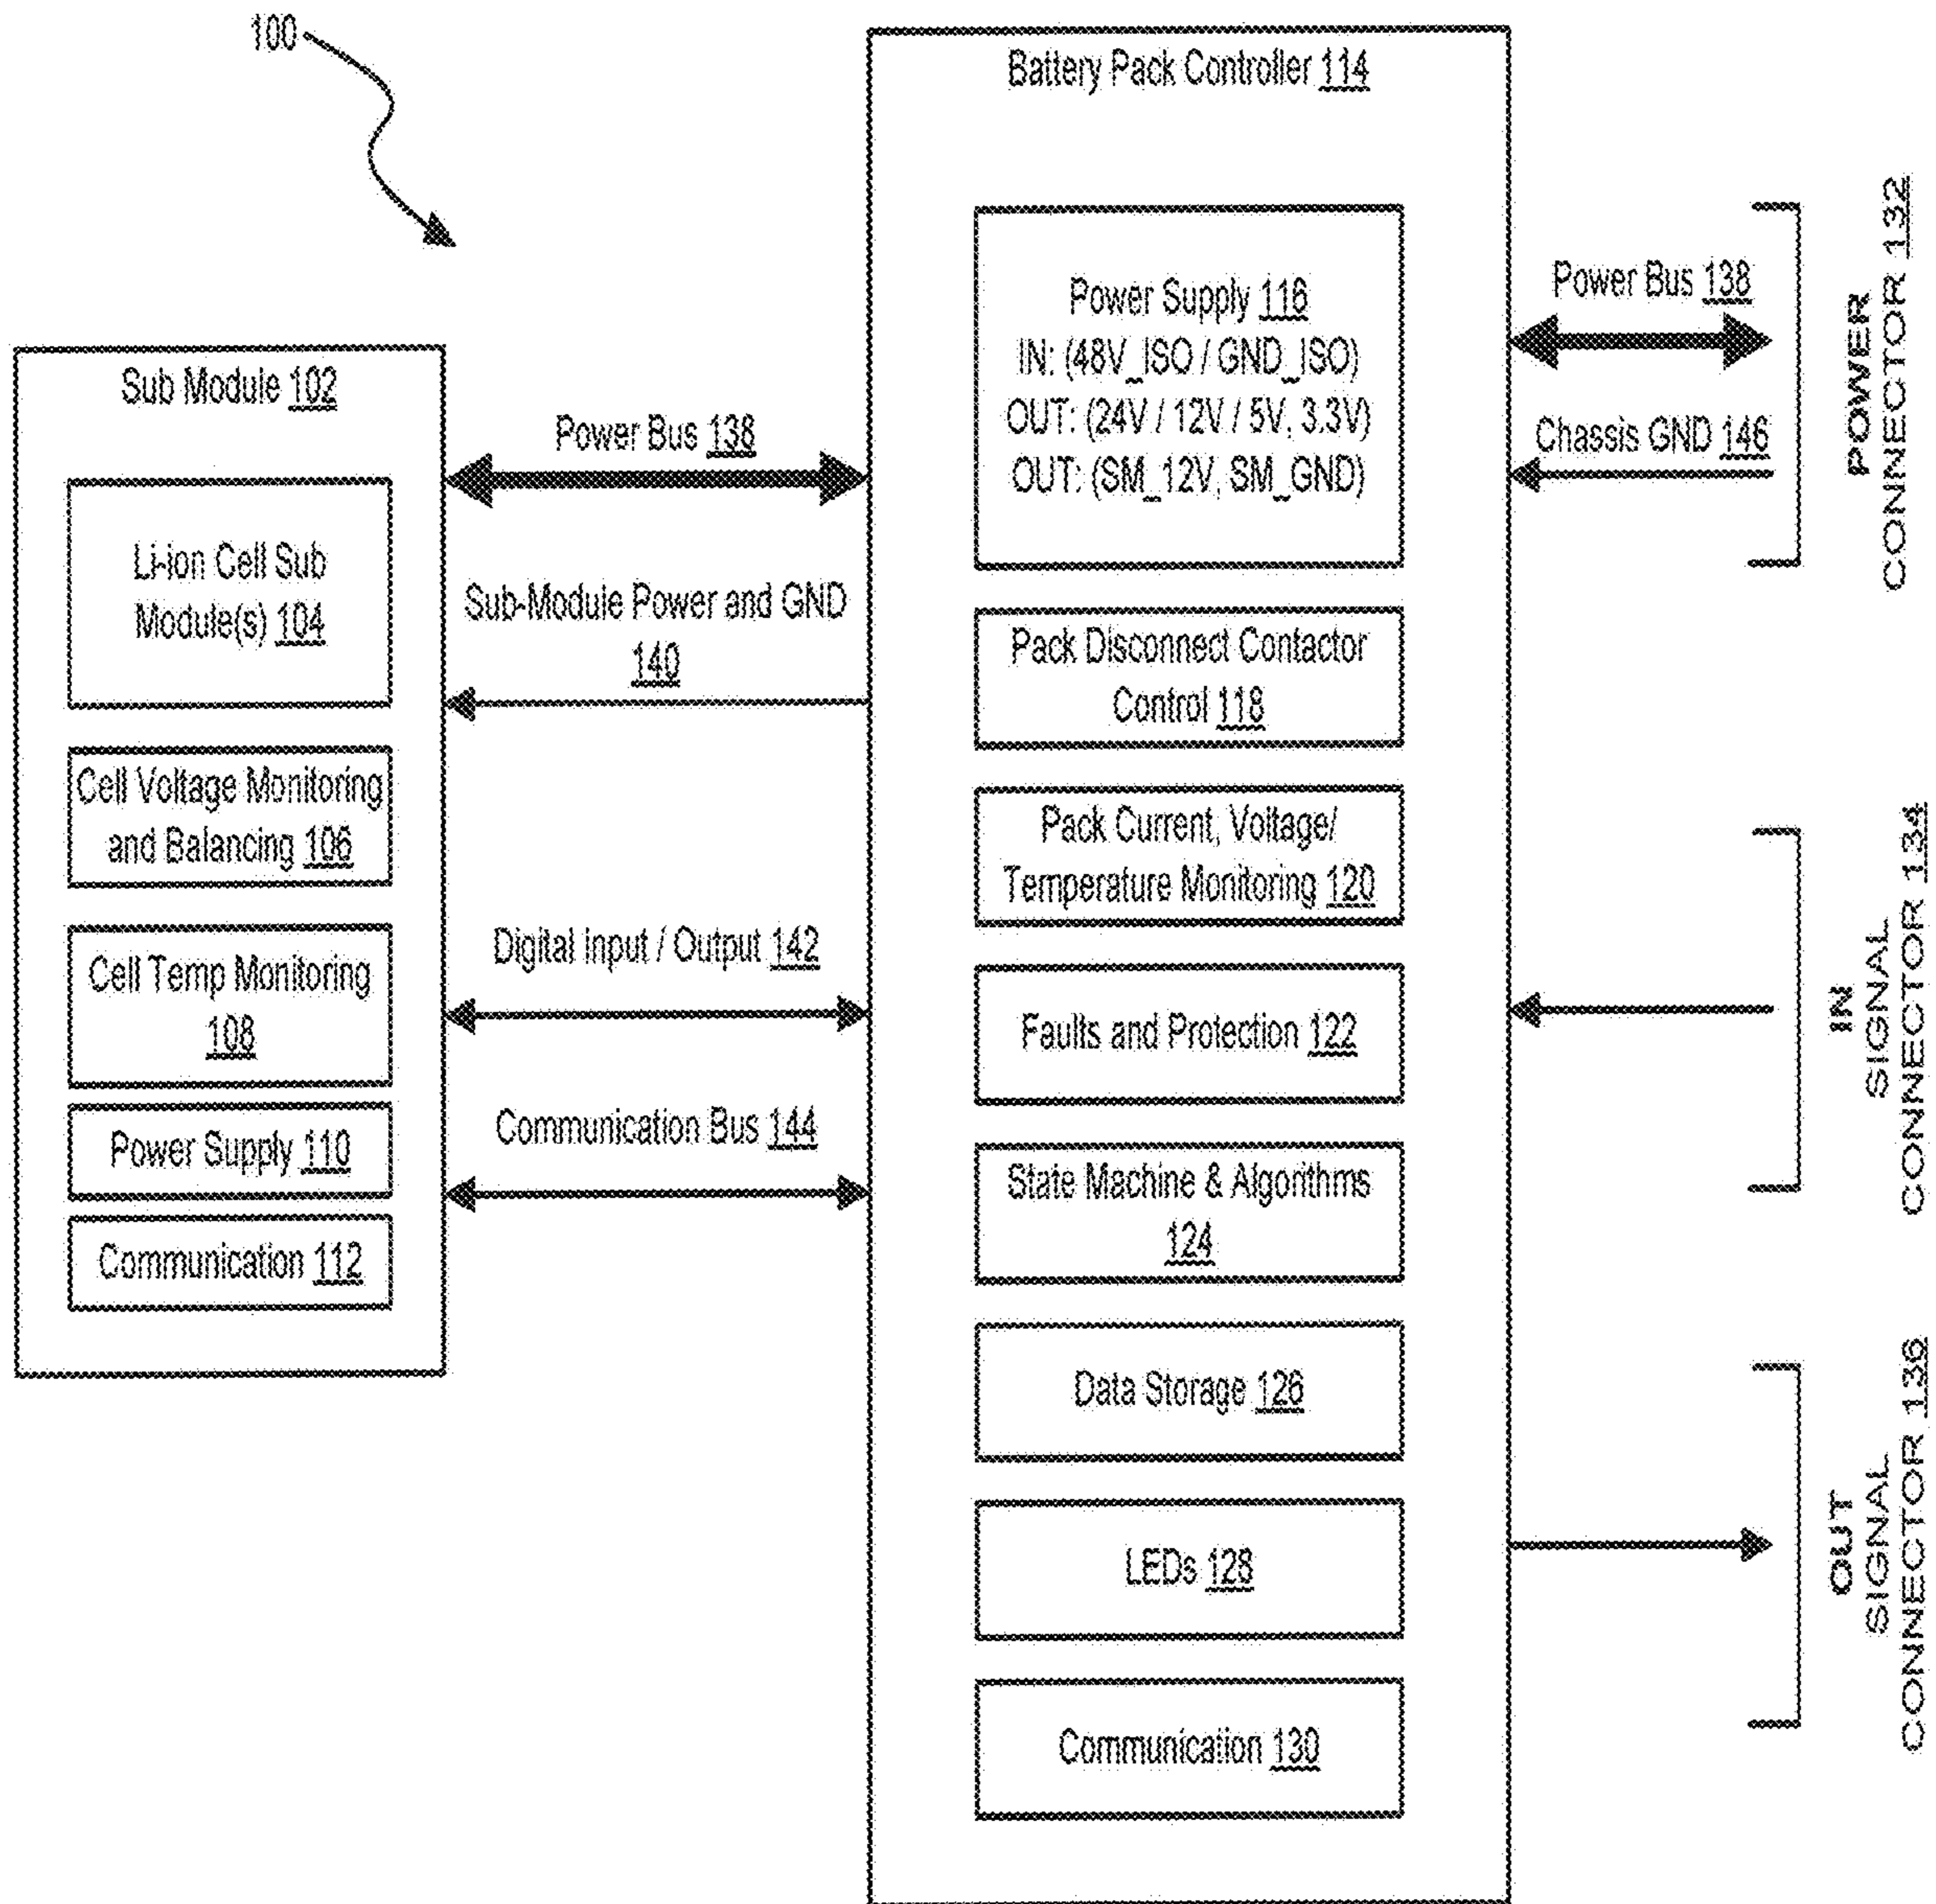 100
Battery Pack Controller 114
Power Supply 116
IN: (48V_ISO / GND_ISO)
OUT: (24V / 12V / 5V, 3.3V)
OUT: (SM_12V, SM_GND)
Pack Disconnect Contactor
Control 118
Pack Current, Voltage/
Temperature Monitoring 120
Faults and Protection 122
State Machine & Algorithms
124
Data Storage 126
LEDs 128
Communication 130
Sub Module 102
Li-ion Cell Sub
Module(s) 104
Cell Voltage Monitoring
and Balancing 106
Cell Temp Monitoring
108
Power Supply 110
Communication 112
Power Bus 138
Sub-Module Power and GND
140
Digital Input / Output 142
Communication Bus 144
Power Bus 138
Chassis GND 146
POWER
CONNECTOR 132
IN
SIGNAL
CONNECTOR 134
OUT
SIGNAL
CONNECTOR 136